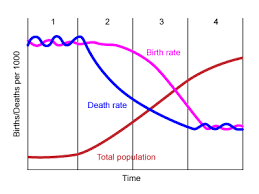 1 2 3 4
Birth rate
Death rate
Total population
Births/Deaths per 1000
Time